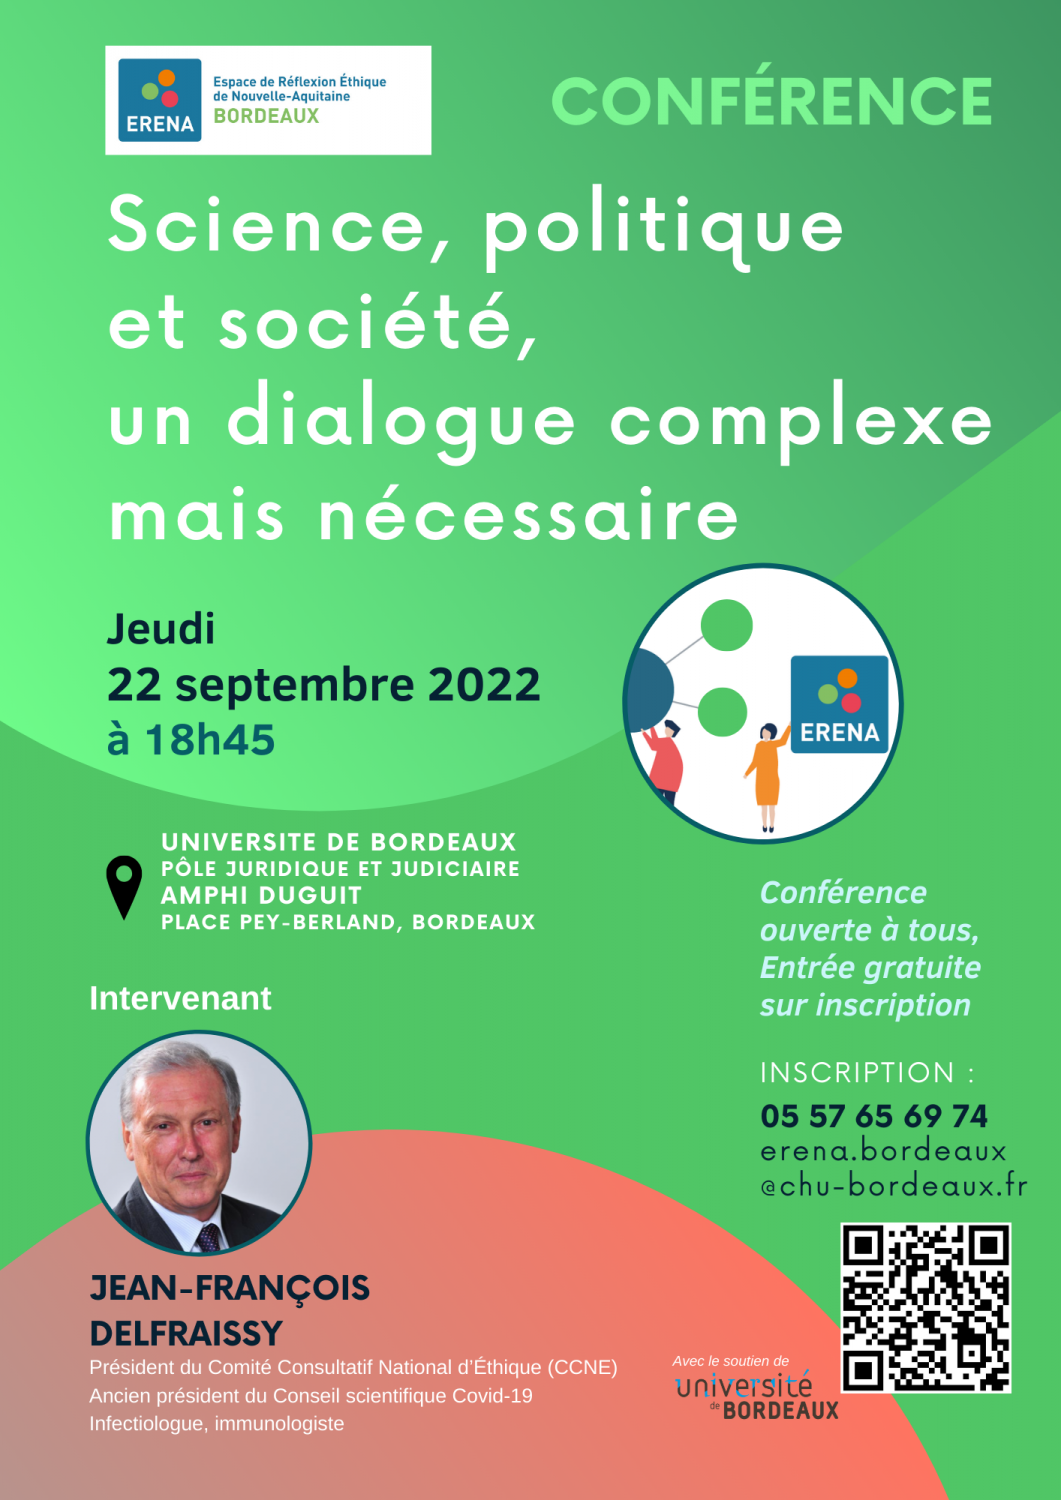 ERENA
Espace de Réflexion Éthique
de Nouvelle-Aquitaine
BORDEAUX
CONFÉRENCE
Science, politique
et société,
un dialogue complexe
mais nécessaire
Jeudi
22 septembre 2022
à 18h45
ERENA
UNIVERSITE DE BORDEAUX
PÔLE JURIDIQUE ET JUDICIAIRE
AMPHI DUGUIT
PLACE PEY-BERLAND, BORDEAUX
Conférence
ouverte à tous,
Entrée gratuite
sur inscription
Intervenant
INSCRIPTION :
05 57 65 69 74
erena.bordeaux
@chu-bordeaux.fr
JEAN-FRANÇOIS
DELFRAISSY
Président du Comité Consultatif National d'Éthique (CCNE)
Ancien président du Conseil scientifique Covid-19
Infectiologue, immunologiste
Avec le soutien de
université
de BORDEAUX